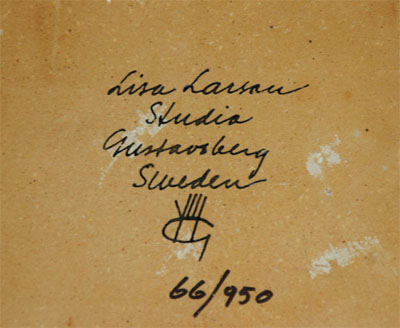 Lisa Larson
Studio
Gustavsberg
Sweden
66/950